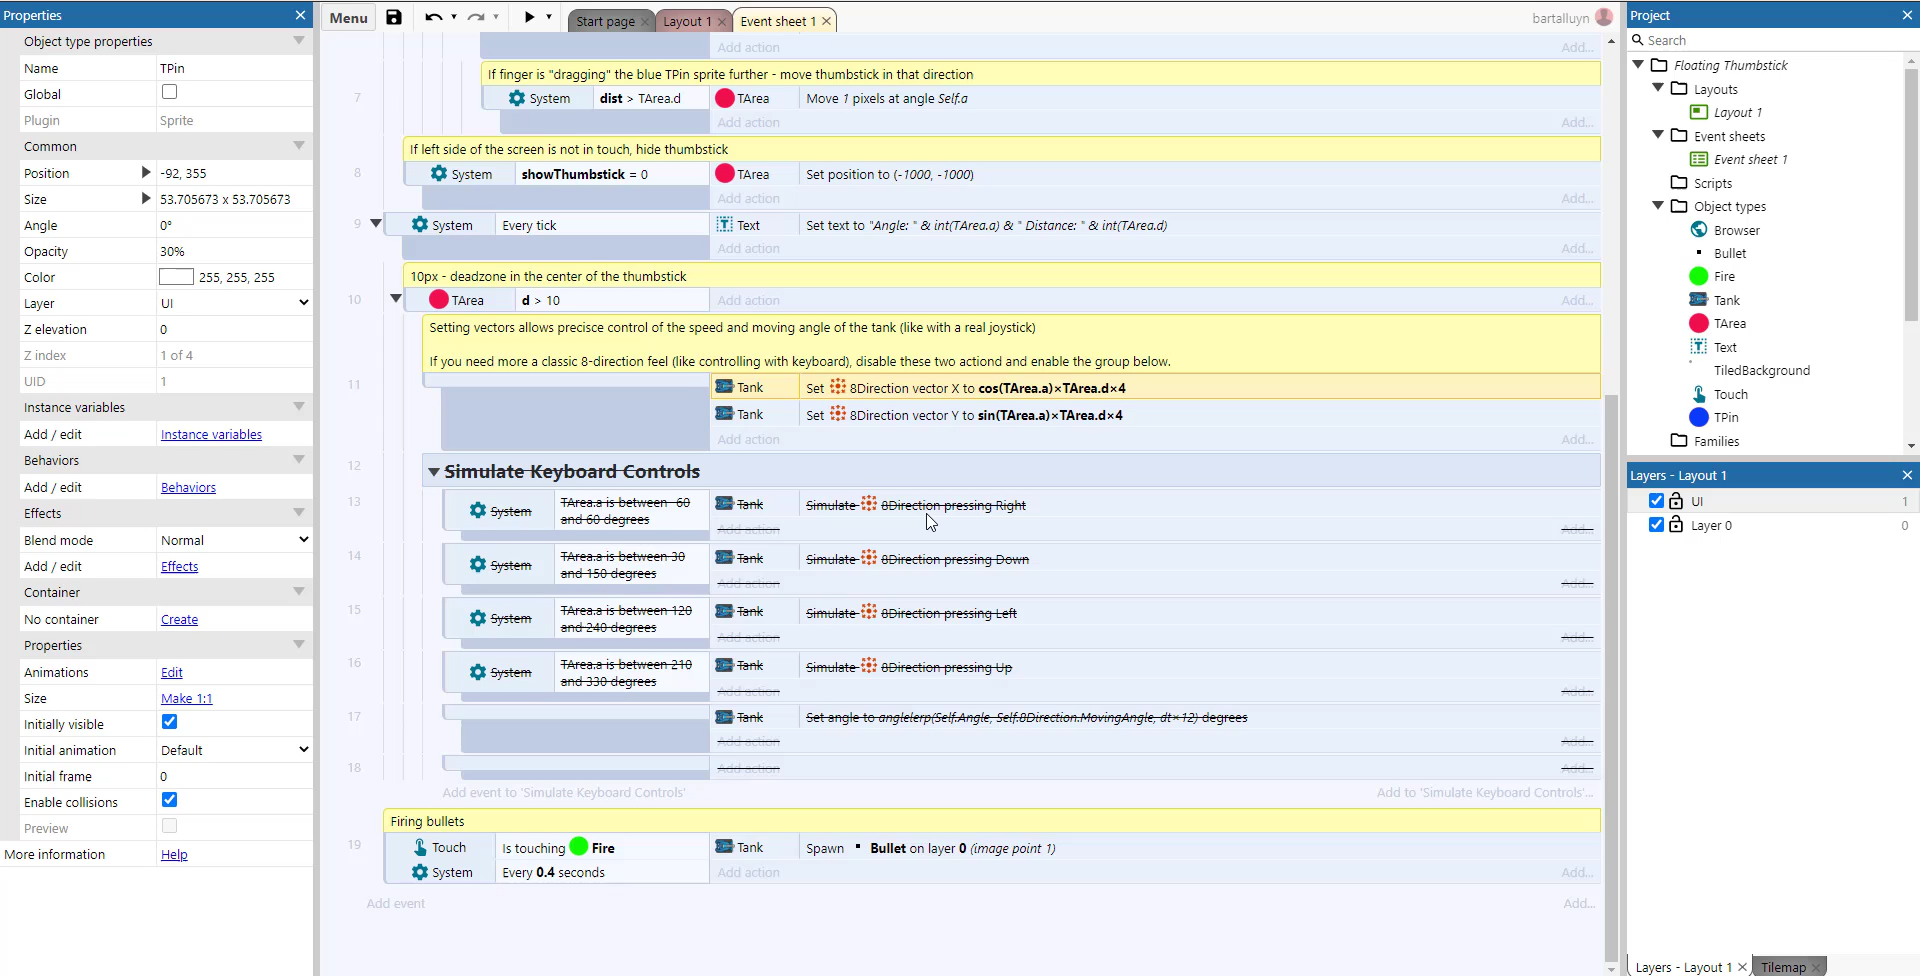 Properties
Object type properties
Name TPin
Global
Plugin Sprite
Common
Position -92, 355
Size 53.705673 x 53.705673
Angle 0°
Opacity 30%
Color 255, 255, 255
Layer UI
Z elevation 0
Z index 1 of 4
UID 1
Instance variables
Add / edit Instance variables
Behaviors
Add / edit Behaviors
Effects
Blend mode Normal
Add / edit Effects
Container
No container Create
Properties
Animations Edit
Size Make 1:1
Initially visible
Initial animation Default
Initial frame 0
Enable collisions
Preview
More information Help
Menu
Start page
Layout 1
Event sheet 1
bartalluyn
Add action Add...
If finger is "dragging" the blue TPin sprite further - move thumbstick in that direction
7 System dist > TArea.d TArea Move 1 pixels at angle Self.a
Add action Add...
If left side of the screen is not in touch, hide thumbstick
8 System showThumbstick = 0 TArea Set position to (-1000, -1000)
Add action Add...
9 System Every tick Text Set text to "Angle: " & int(TArea.a) & " Distance: " & int(TArea.d)
Add action Add...
10px - deadzone in the center of the thumbstick
10 TArea d > 10 Add action Add...
Setting vectors allows precisce control of the speed and moving angle of the tank (like with a real joystick)
If you need more a classic 8-direction feel (like controlling with keyboard), disable these two actiond and enable the group below.
11 Tank Set 8Direction vector X to cos(TArea.a)×TArea.d×4
Tank Set 8Direction vector Y to sin(TArea.a)×TArea.d×4
Add action Add...
12 Simulate Keyboard Controls
13 System TArea.a is between -60 and 60 degrees Tank Simulate 8Direction pressing Right
Add action Add...
14 System TArea.a is between 30 and 150 degrees Tank Simulate 8Direction pressing Down
Add action Add...
15 System TArea.a is between 120 and 240 degrees Tank Simulate 8Direction pressing Left
Add action Add...
16 System TArea.a is between 210 and 330 degrees Tank Simulate 8Direction pressing Up
Add action Add...
17 Tank Set angle to anglelerp(Self.Angle, Self.8Direction.MovingAngle, dt×12) degrees
Add action Add...
18 Add action Add...
Add event to 'Simulate Keyboard Controls' Add to 'Simulate Keyboard Controls'...
Firing bullets
19 Touch Is touching Fire Tank Spawn Bullet on layer 0 (image point 1)
System Every 0.4 seconds Add action Add...
Add event Add...
Project
Search
Floating Thumbstick
Layouts
Layout 1
Event sheets
Event sheet 1
Scripts
Object types
Browser
Bullet
Fire
Tank
TArea
Text
TiledBackground
Touch
TPin
Families
Layers - Layout 1
UI 1
Layer 0 0
Layers - Layout 1
Tilemap